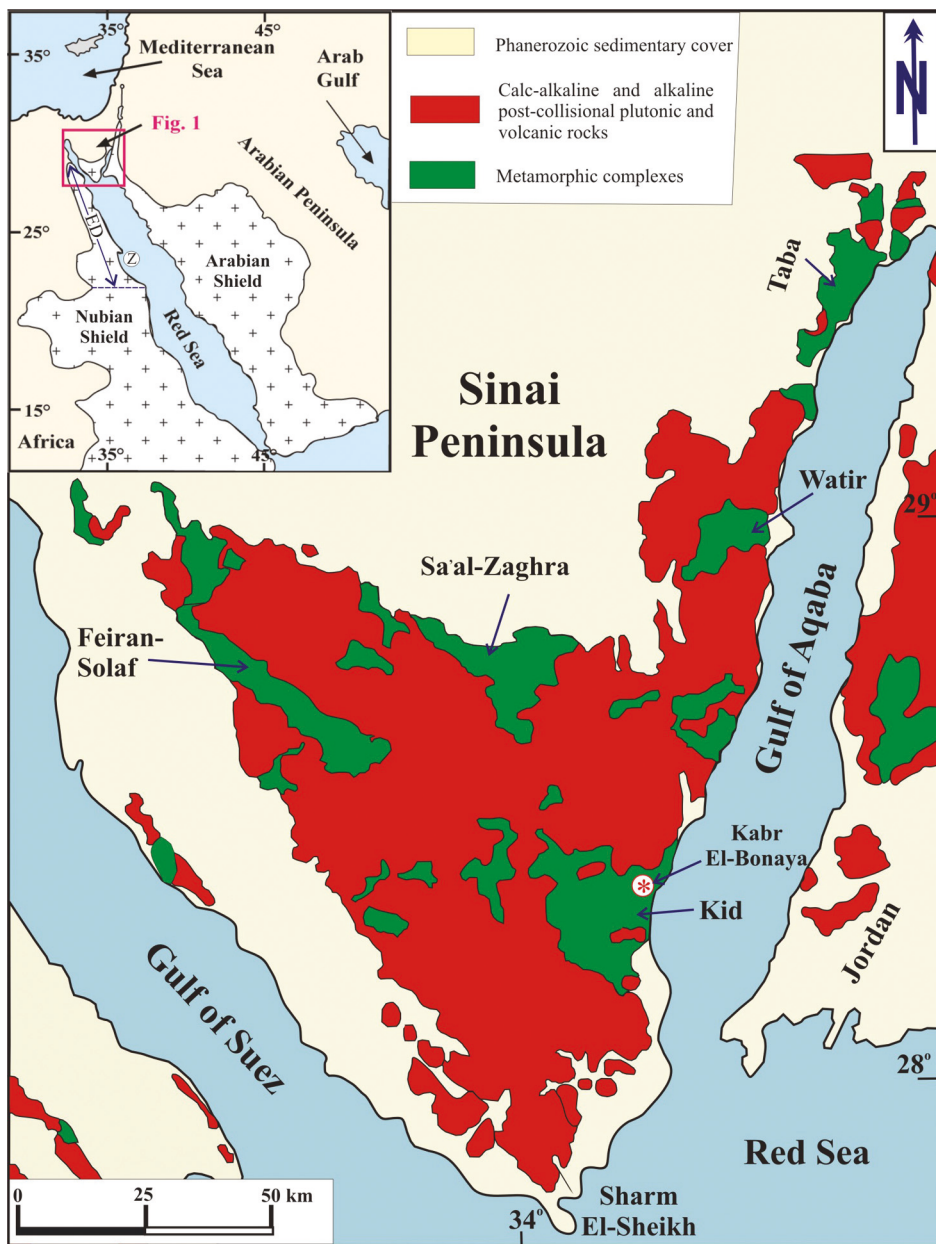 35°
45°
35°
Mediterranean
Sea
Arab
Gulf
Fig. 1
Arabian Peninsula
ED
25°
Z
Arabian
Shield
Nubian
Shield
Red Sea
15°
Africa
35°
45°
Phanerozoic sedimentary cover
Calc-alkaline and alkaline
post-collisional plutonic and
volcanic rocks
Metamorphic complexes
N
Taba
Sinai
Peninsula
Watir
29°
Sa'al-Zaghra
Feiran-
Solaf
Gulf of Aqaba
Kabr
El-Bonaya
Kid
Jordan
Gulf of Suez
28°
Red Sea
Sharm
El-Sheikh
34°
0
25
50 km